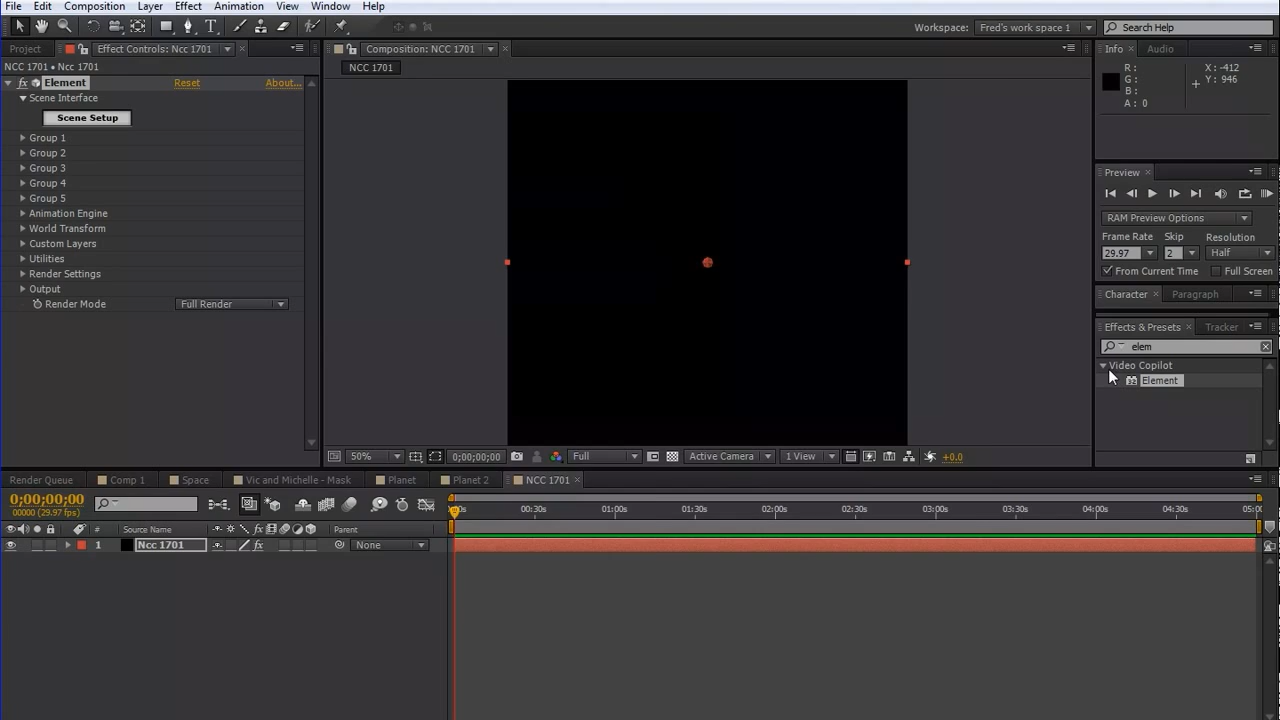 File Edit Composition Layer Effect Animation View Window Help
Workspace: Fred's work space 1 Search Help
Project Effect Controls: Ncc 1701 Composition: NCC 1701 Info Audio
NCC 1701 • Ncc 1701 NCC 1701
R: X: -412
G: Y: 946
B:
A: 0
fx Element Reset About...
Scene Interface
Scene Setup
Group 1
Group 2
Group 3
Group 4
Group 5
Animation Engine
World Transform
Custom Layers
Utilities
Render Settings
Output
Render Mode Full Render
Preview
RAM Preview Options
Frame Rate Skip Resolution
29.97 2 Half
From Current Time Full Screen
Character Paragraph
Effects & Presets Tracker
elem
Video Copilot
Element
50% 0;00;00;00 Full Active Camera 1 View +0.0
Render Queue Comp 1 Space Vic and Michelle - Mask Planet Planet 2 NCC 1701
0;00;00;00
00000 (29.97 fps)
00:30s 01:00s 01:30s 02:00s 02:30s 03:00s 03:30s 04:00s 04:30s
# Source Name fx Parent
1 Ncc 1701 fx None